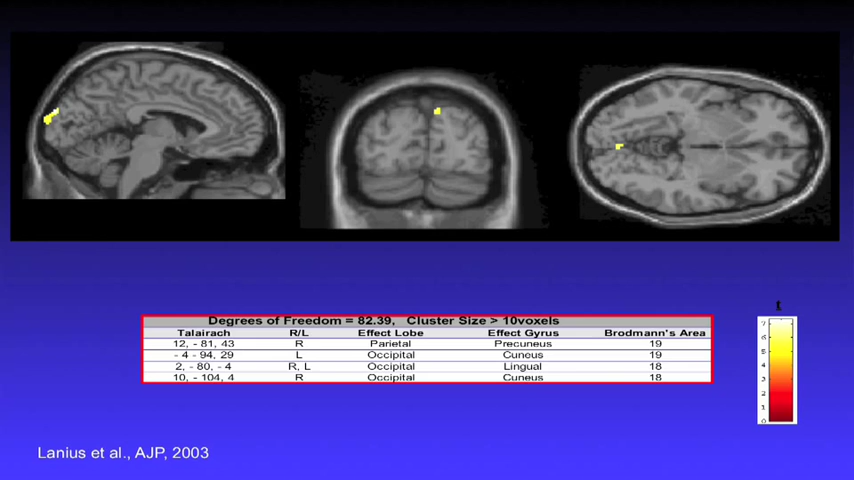 t
Degrees of Freedom = 82.39, Cluster Size > 10voxels
Talairach R/L Effect Lobe Effect Gyrus Brodmann's Area
12, - 81, 43 R Parietal Precuneus 19
- 4 - 94, 29 L Occipital Cuneus 19
2, - 80, - 4 R, L Occipital Lingual 18
10, - 104, 4 R Occipital Cuneus 18
7
6
5
4
3
2
1
0
Lanius et al., AJP, 2003